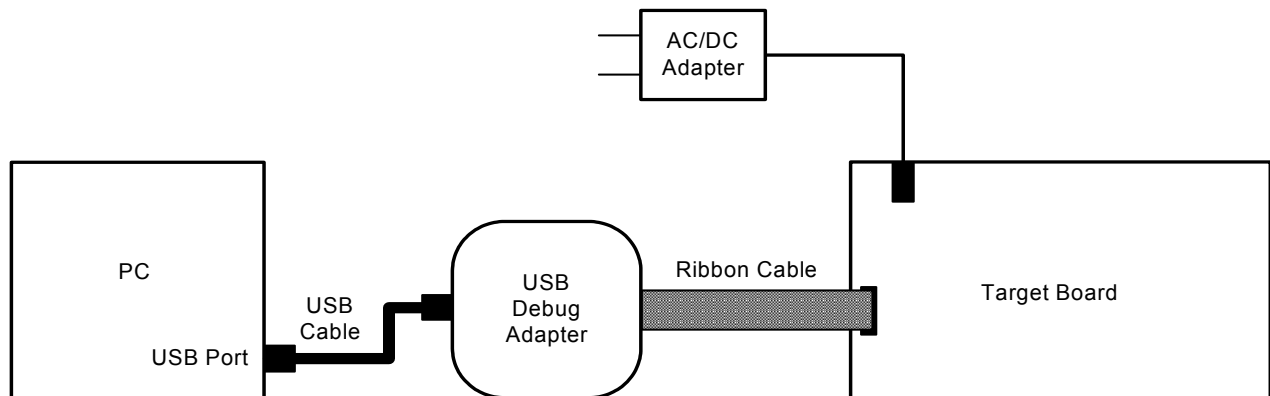 AC/DC
Adapter
PC
USB
Cable
USB Port
USB
Debug
Adapter
Ribbon Cable
Target Board